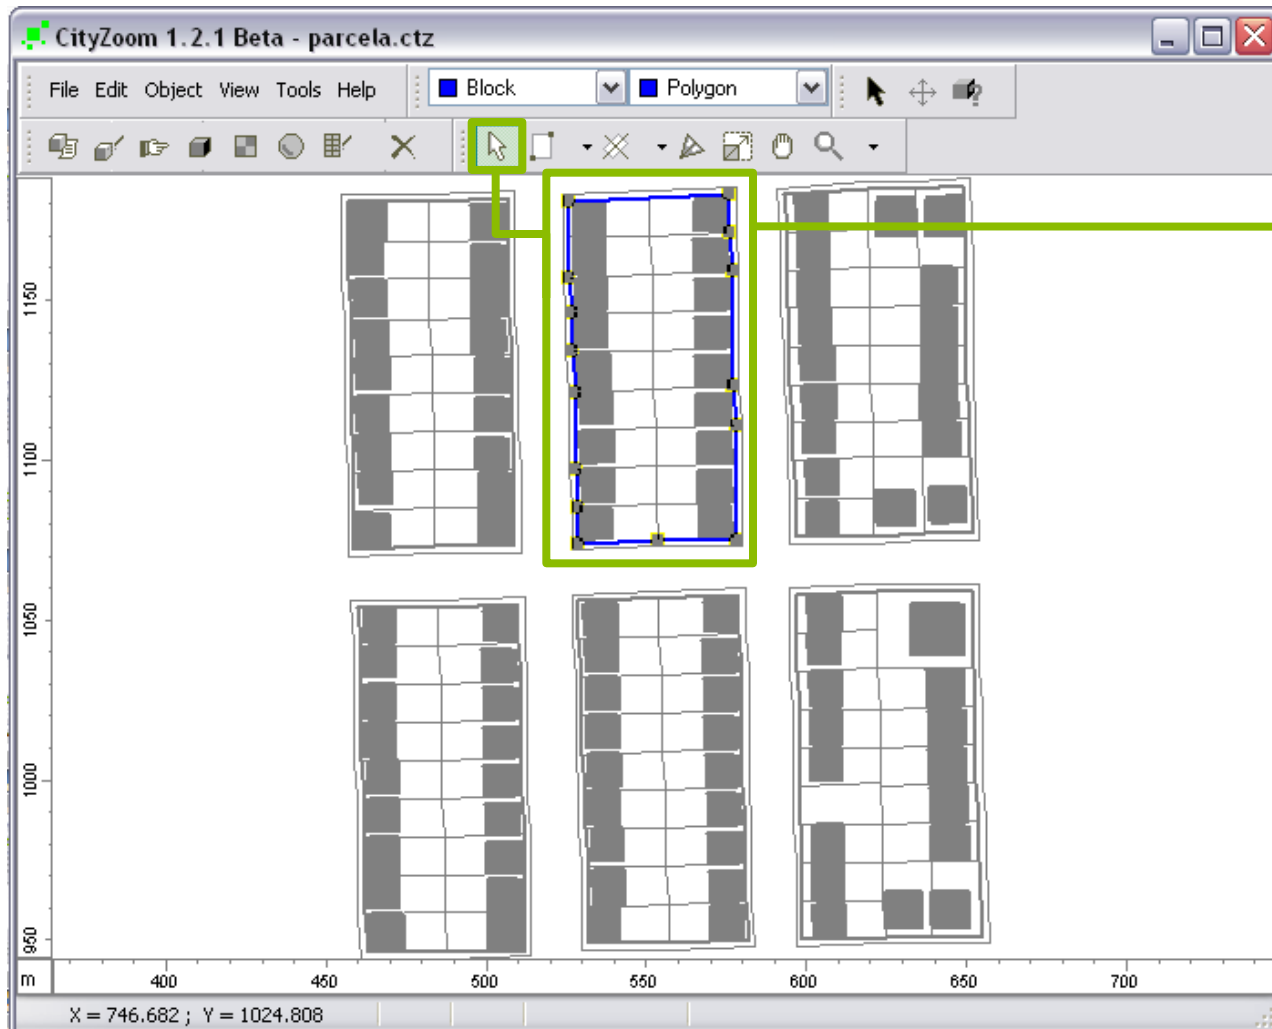 CityZoom 1.2.1 Beta - parcela.ctz
File Edit Object View Tools Help
Block
Polygon
?
1150
1100
1050
1000
950
m
400 450 500 550 600 650 700
X = 746.682 ; Y = 1024.808